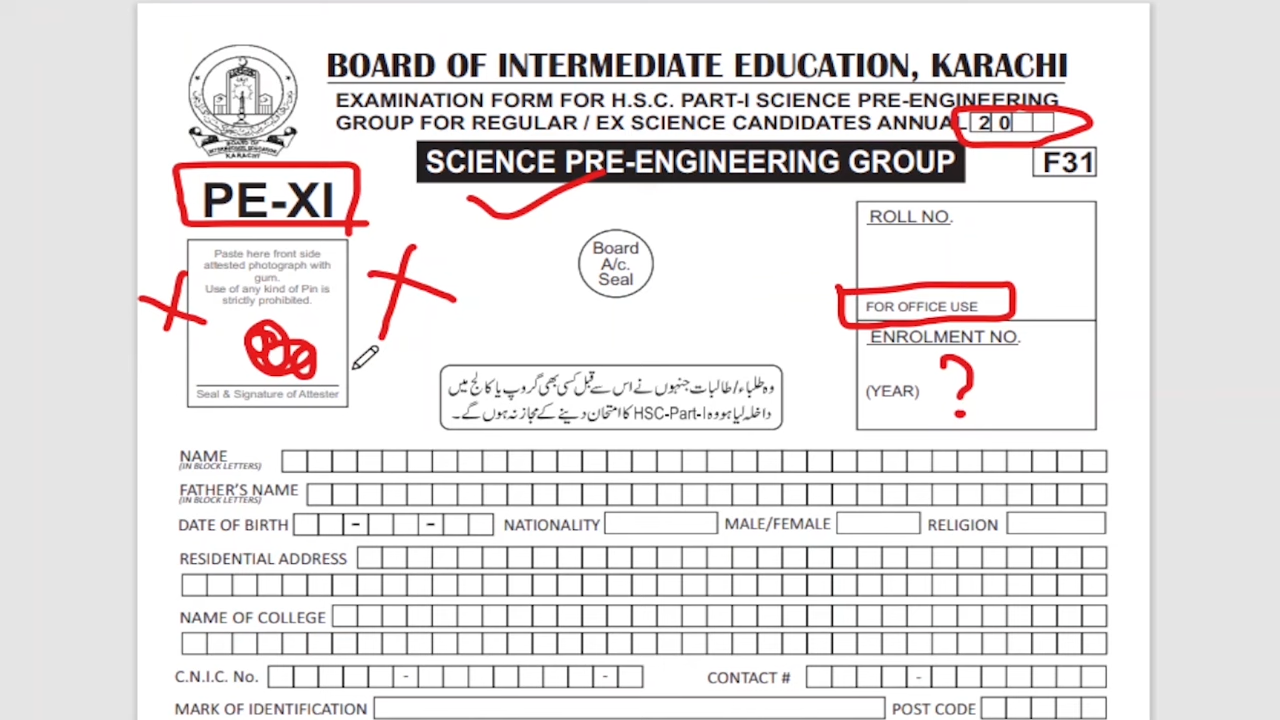 BOARD OF INTERMEDIATE EDUCATION, KARACHI
EXAMINATION FORM FOR H.S.C. PART-I SCIENCE PRE-ENGINEERING
GROUP FOR REGULAR / EX SCIENCE CANDIDATES ANNUAL 20
BOARD OF
INTERMEDIATE EDUCATION
KARACHI
SCIENCE PRE-ENGINEERING GROUP
F31
PE-XI
Paste here front side
attested photograph with
gum.
Use of any kind of Pin is
strictly prohibited.
Seal & Signature of Attester
Board
A/c.
Seal
ROLL NO.
FOR OFFICE USE
ENROLMENT NO.
(YEAR) ?
وہ طلباء/طالبات جنہوں نے اس سے قبل کسی بھی گروپ یا کالج میں
داخلہ لیا ہو وہ HSC-Part-I کا امتحان دینے کے مجاز نہ ہوں گے۔
NAME
(IN BLOCK LETTERS)
FATHER'S NAME
(IN BLOCK LETTERS)
DATE OF BIRTH - - NATIONALITY MALE/FEMALE RELIGION
RESIDENTIAL ADDRESS
NAME OF COLLEGE
C.N.I.C. No. - - CONTACT # -
MARK OF IDENTIFICATION POST CODE